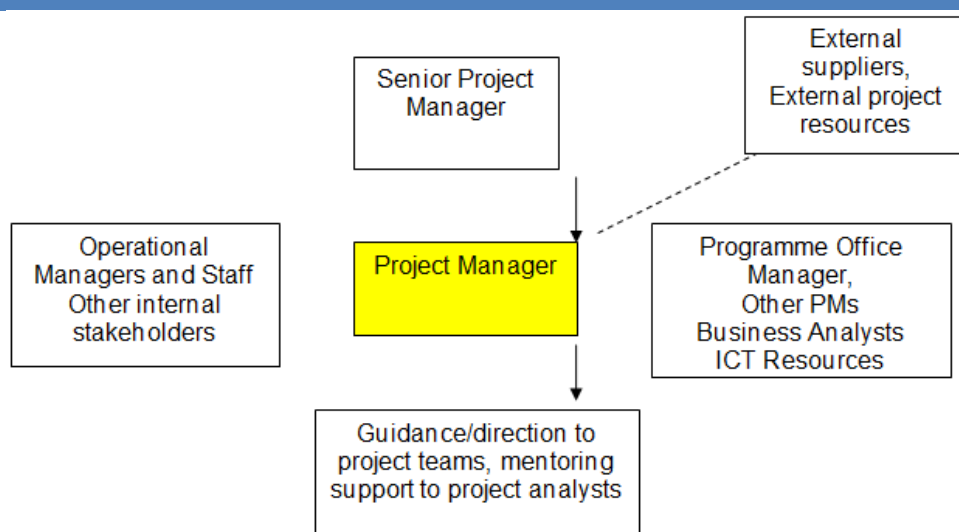 External
suppliers,
External project
resources
Senior Project
Manager
Operational
Managers and Staff
Other internal
stakeholders
Project Manager
Programme Office
Manager,
Other PMs
Business Analysts
ICT Resources
Guidance/direction to
project teams, mentoring
support to project analysts